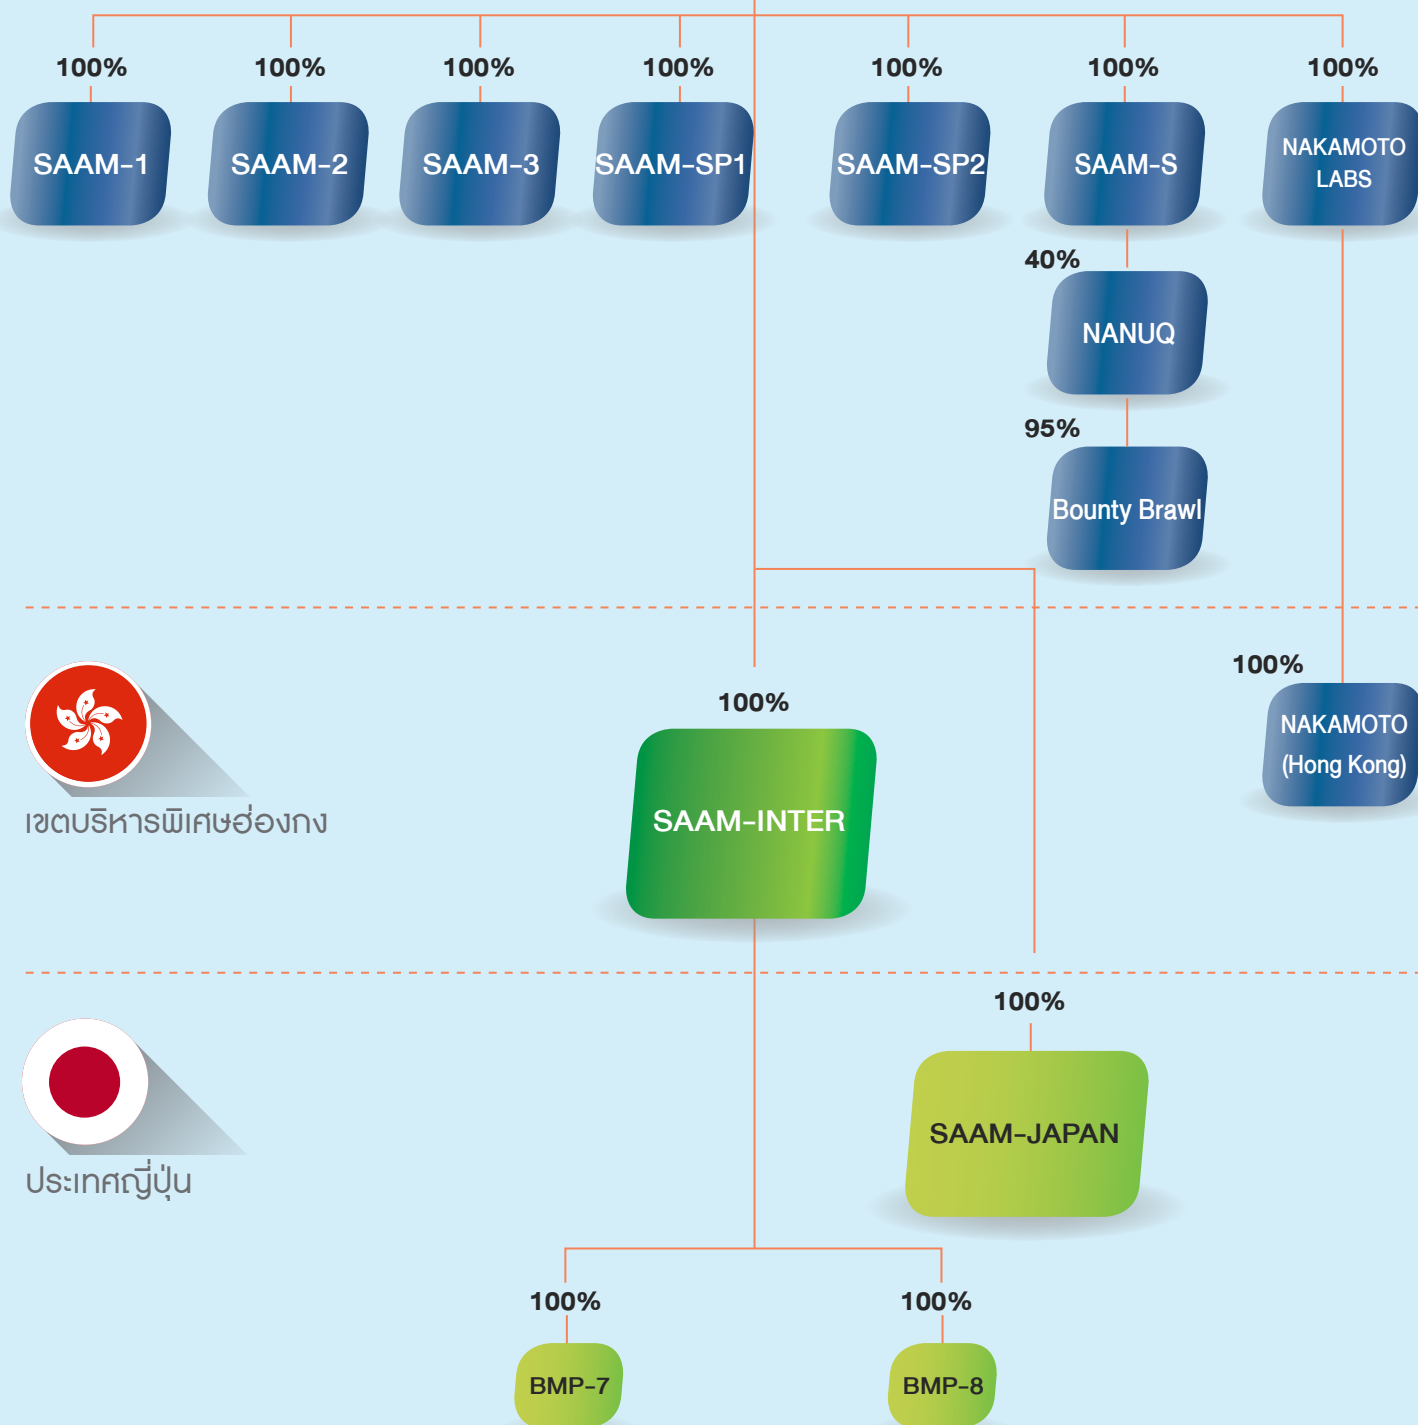 100% 100% 100% 100% 100% 100% 100%
SAAM-1 SAAM-2 SAAM-3 SAAM-SP1 SAAM-SP2 SAAM-S NAKAMOTO
LABS
40%
NANUQ
95%
Bounty Brawl
100%
NAKAMOTO
(Hong Kong)
100%
SAAM-INTER
เขตบริหารพิเศษฮ่องกง
100%
SAAM-JAPAN
ประเทศญี่ปุ่น
100% 100%
BMP-7 BMP-8